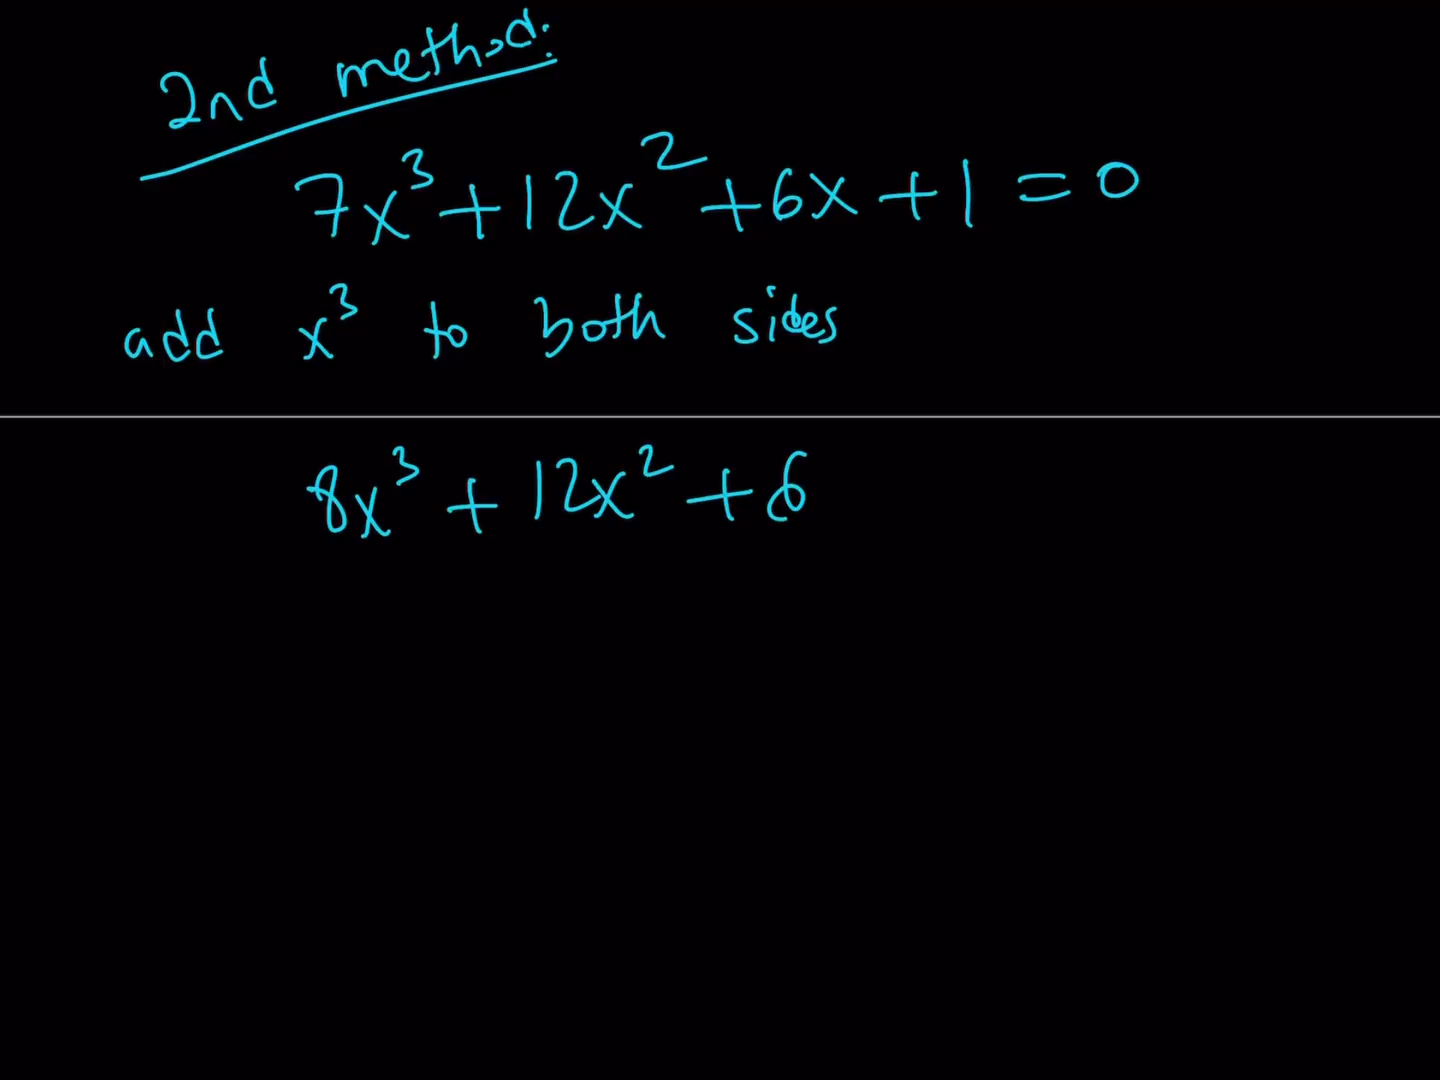 2nd method:
7x³+12x²+6x+1=0
add x³ to both sides
8x³+12x²+6